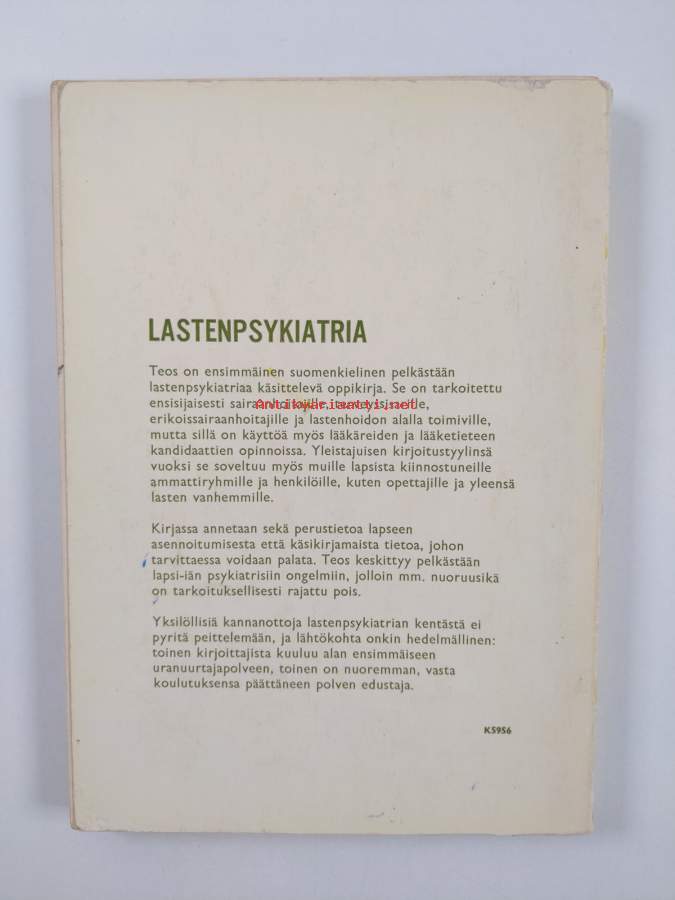 LASTENPSYKIATRIA
Teos on ensimmäinen suomenkielinen pelkästään
lastenpsykiatriaa käsittelevä oppikirja. Se on tarkoitettu
ensisijaisesti sairaanhoitajille, terveyssisarille,
Antikvariaatti.net
erikoissairaanhoitajille ja lastenhoidon alalla toimiville,
mutta sillä on käyttöä myös lääkäreiden ja lääketieteen
kandidaattien opinnoissa. Yleistajuisen kirjoitustyylinsä
vuoksi se soveltuu myös muille lapsista kiinnostuneille
ammattiryhmille ja henkilöille, kuten opettajille ja yleensä
lasten vanhemmille.
Kirjassa annetaan sekä perustietoa lapseen
asennoitumisesta että käsikirjamaista tietoa, johon
tarvittaessa voidaan palata. Teos keskittyy pelkästään
lapsi-iän psykiatrisiin ongelmiin, jolloin mm. nuoruusikä
on tarkoituksellisesti rajattu pois.
Yksilöllisiä kannanottoja lastenpsykiatrian kentästä ei
pyritä peittelemään, ja lähtökohta onkin hedelmällinen:
toinen kirjoittajista kuuluu alan ensimmäiseen
uranuurtajapolveen, toinen on nuoremman, vasta
koulutuksensa päättäneen polven edustaja.
K5956